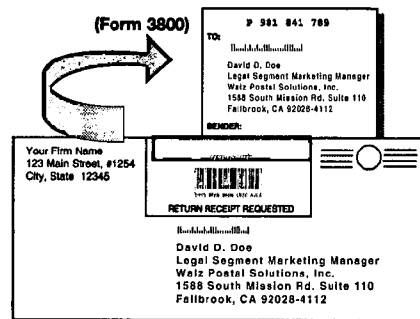 (Form 3800)
P 981 841 789
TO:
David D. Doe
Legal Segment Marketing Manager
Walz Postal Solutions, Inc.
1588 South Mission Rd. Suite 110
Fallbrook, CA 92028-4112
SENDER:
Your Firm Name
123 Main Street, #1254
City, State 12345
RETURN RECEIPT REQUESTED
David D. Doe
Legal Segment Marketing Manager
Walz Postal Solutions, Inc.
1588 South Mission Rd. Suite 110
Fallbrook, CA 92028-4112